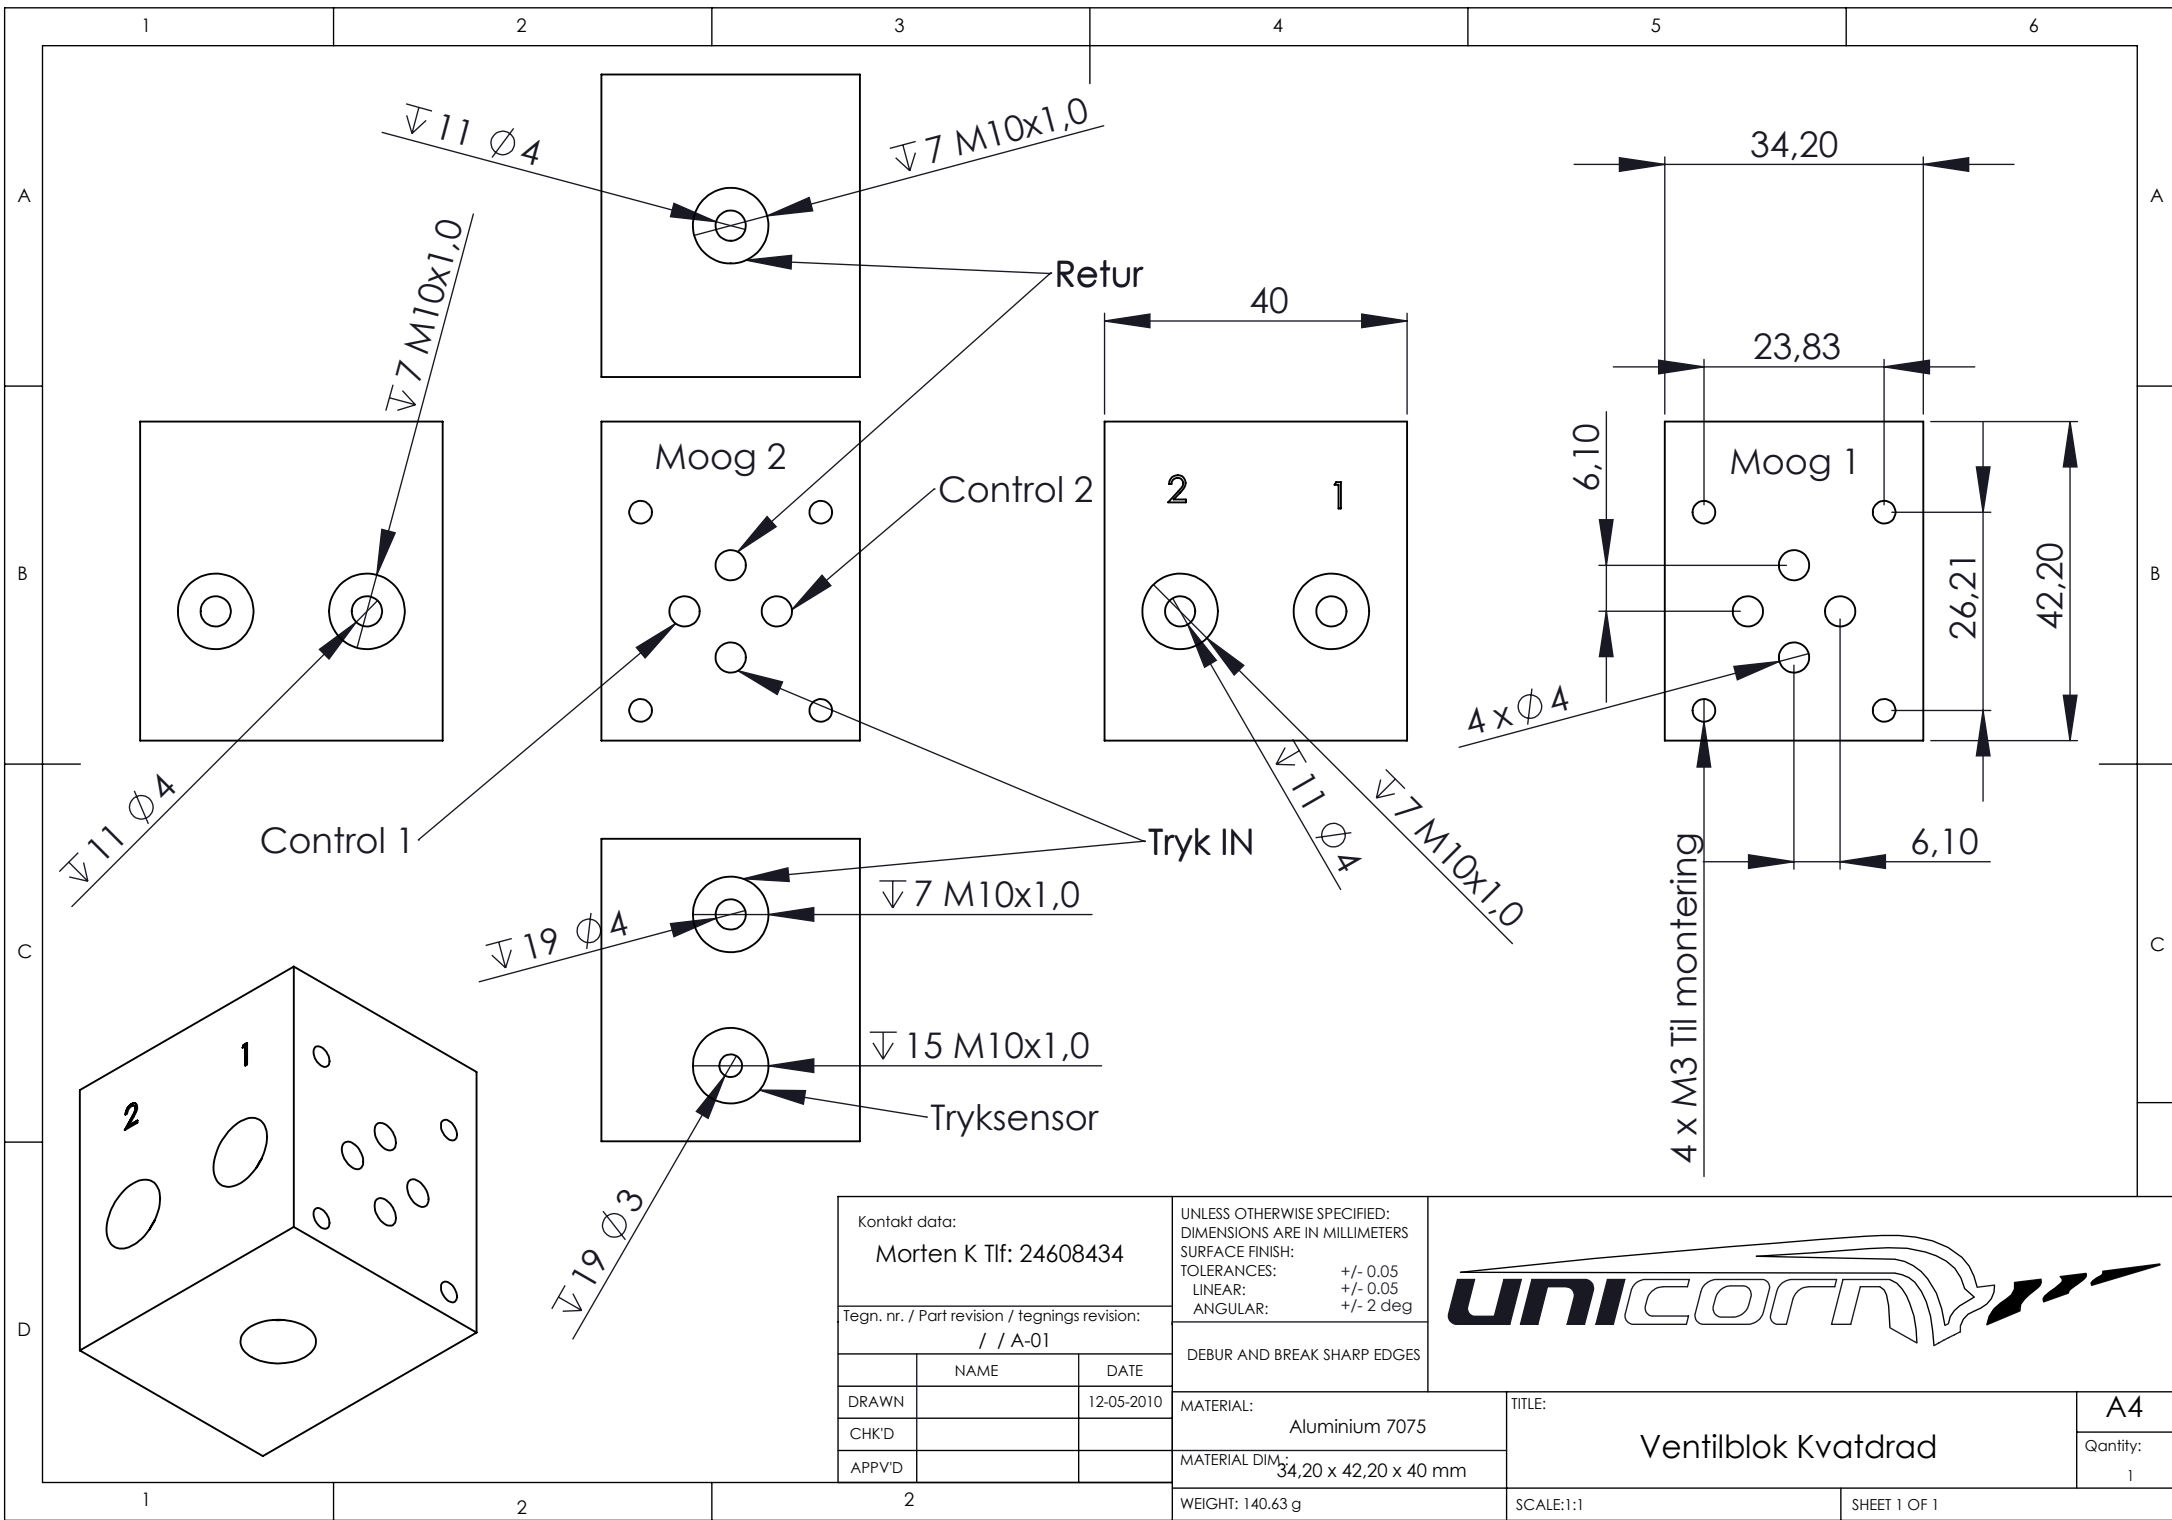 1 2 3 4 5 6
A A
B B
C C
D
1 2 2
↧ 11 ⌀4
↧ 7 M10x1,0
Retur
↧ 7 M10x1,0
↧ 11 ⌀4
Moog 2
Control 2
Control 1
Tryk IN
40
2 1
↧ 11 ⌀4
↧ 7 M10x1,0
34,20
23,83
6,10
Moog 1
26,21
42,20
4 x ⌀4
6,10
4 x M3 Til montering
↧ 7 M10x1,0
↧ 19 ⌀4
↧ 15 M10x1,0
Tryksensor
↧ 19 ⌀3
1
2
Kontakt data:
Morten K Tlf: 24608434
Tegn. nr. / Part revision / tegnings revision:
/ / A-01
NAME DATE
DRAWN 12-05-2010
CHK'D
APPV'D
UNLESS OTHERWISE SPECIFIED:
DIMENSIONS ARE IN MILLIMETERS
SURFACE FINISH:
TOLERANCES: +/- 0.05
LINEAR: +/- 0.05
ANGULAR: +/- 2 deg
DEBUR AND BREAK SHARP EDGES
UNICORN
MATERIAL:
Aluminium 7075
MATERIAL DIM.:
34,20 x 42,20 x 40 mm
WEIGHT: 140.63 g
TITLE:
Ventilblok Kvatdrad
A4
Qantity:
1
SCALE:1:1
SHEET 1 OF 1